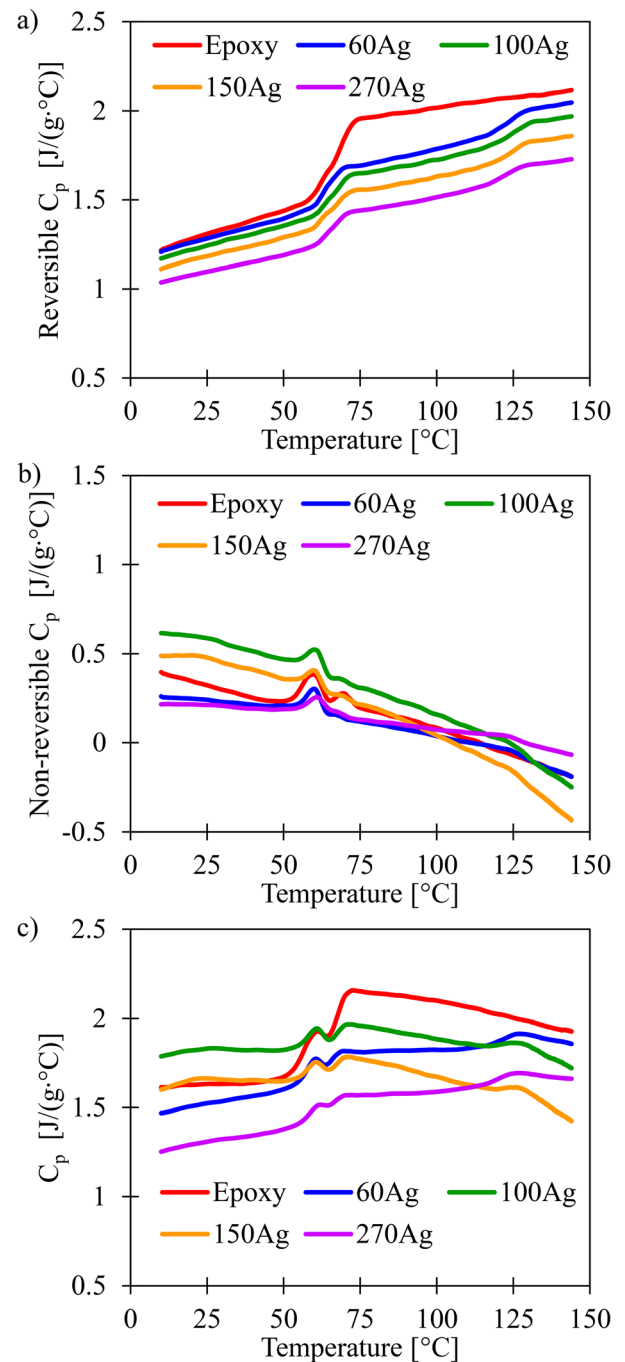 a)
Reversible Cp [J/(g·°C)]
2.5
2
1.5
1
0.5
Epoxy 60Ag 100Ag
150Ag 270Ag
0 25 50 75 100 125 150
Temperature [°C]
b)
Non-reversible Cp [J/(g·°C)]
1.5
1
0.5
0
-0.5
Epoxy 60Ag 100Ag
150Ag 270Ag
0 25 50 75 100 125 150
Temperature [°C]
c)
Cp [J/(g·°C)]
2.5
2
1.5
1
0.5
Epoxy 60Ag 100Ag
150Ag 270Ag
0 25 50 75 100 125 150
Temperature [°C]